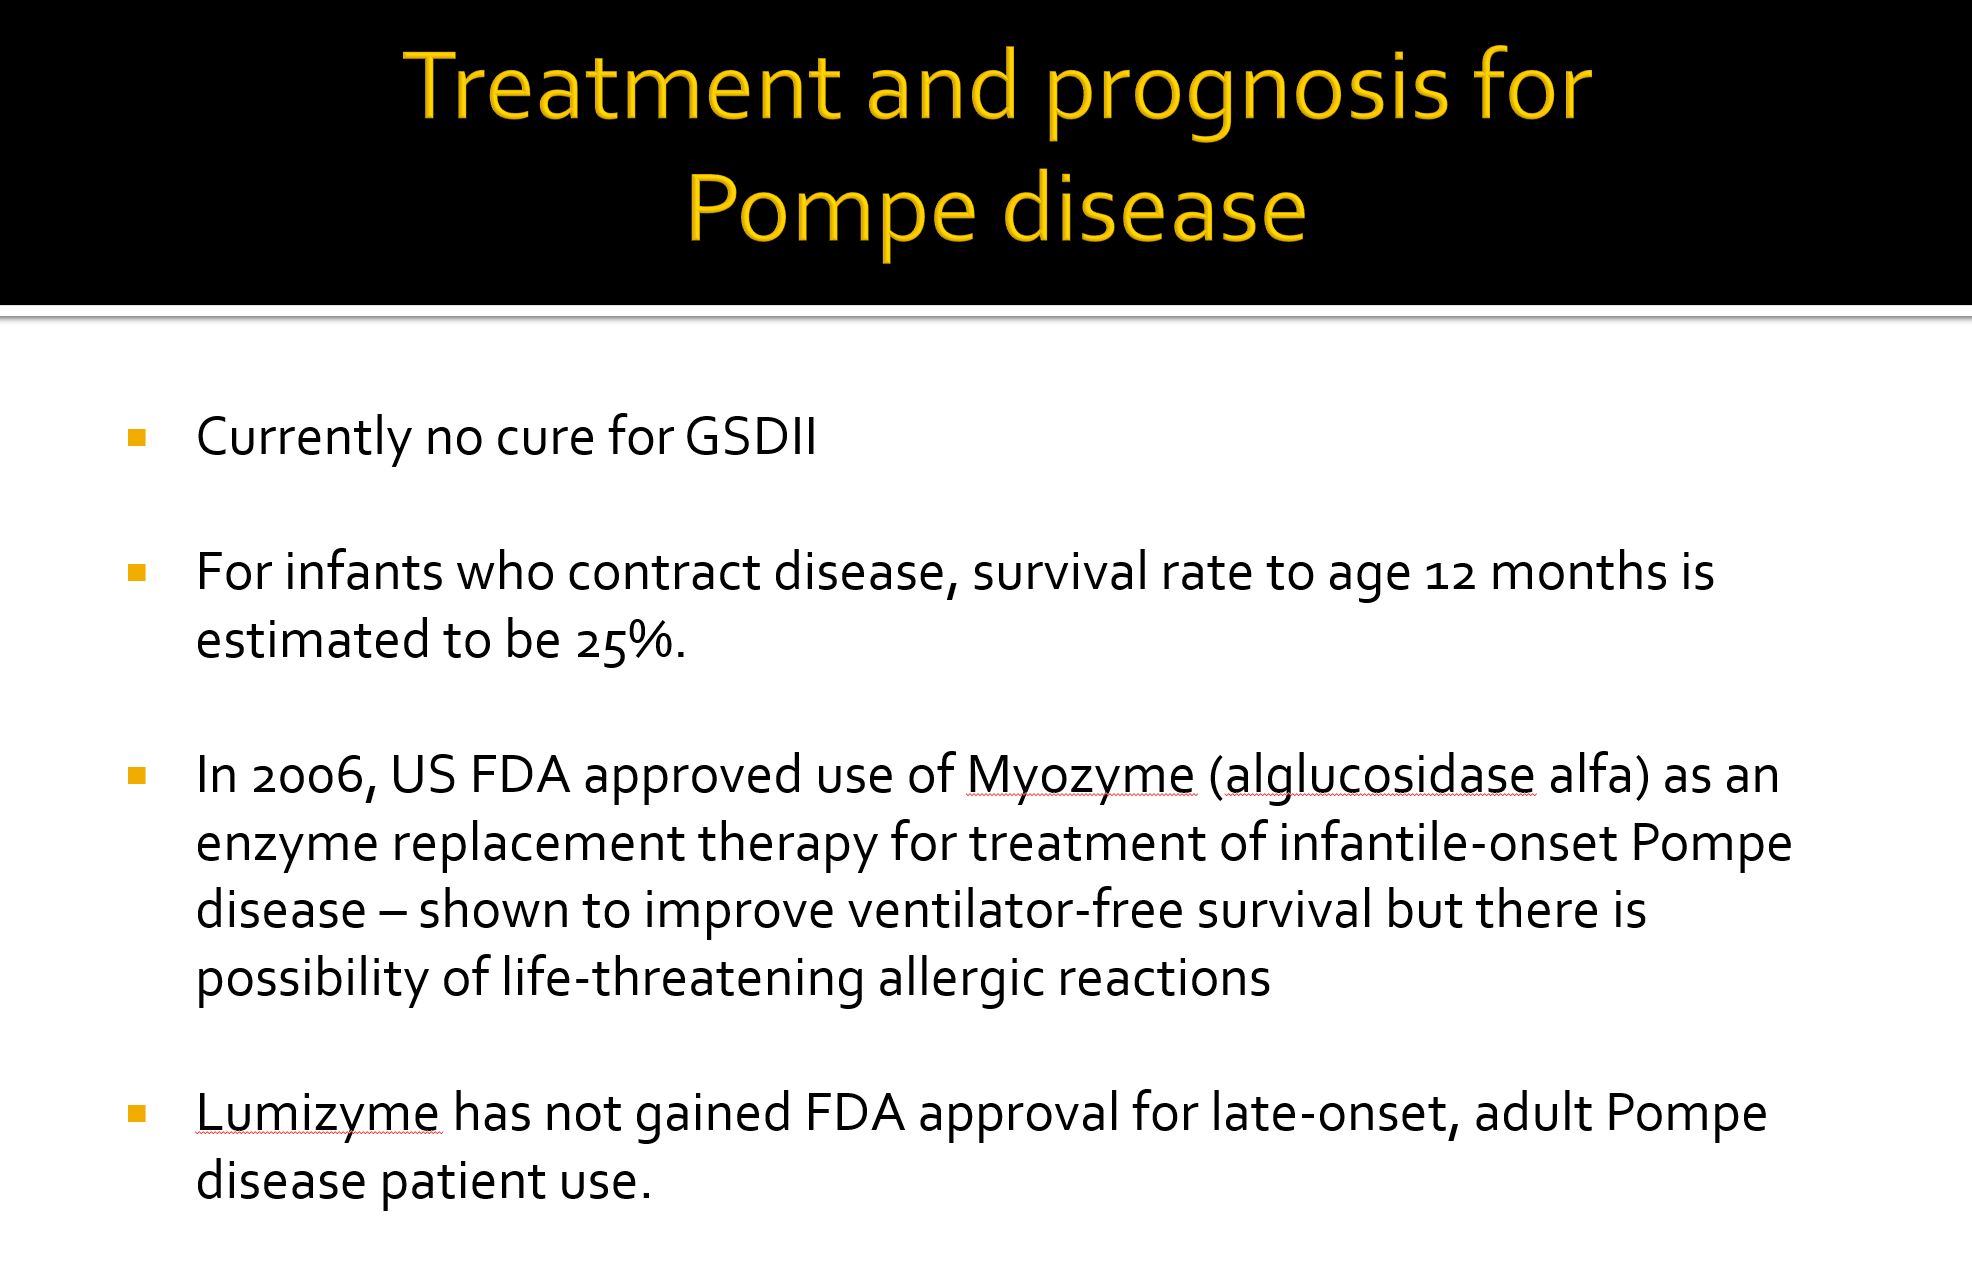 Treatment and prognosis for
Pompe disease
Currently no cure for GSDII
For infants who contract disease, survival rate to age 12 months is
estimated to be 25%.
In 2006, US FDA approved use of Myozyme (alglucosidase alfa) as an
enzyme replacement therapy for treatment of infantile-onset Pompe
disease – shown to improve ventilator-free survival but there is
possibility of life-threatening allergic reactions
Lumizyme has not gained FDA approval for late-onset, adult Pompe
disease patient use.